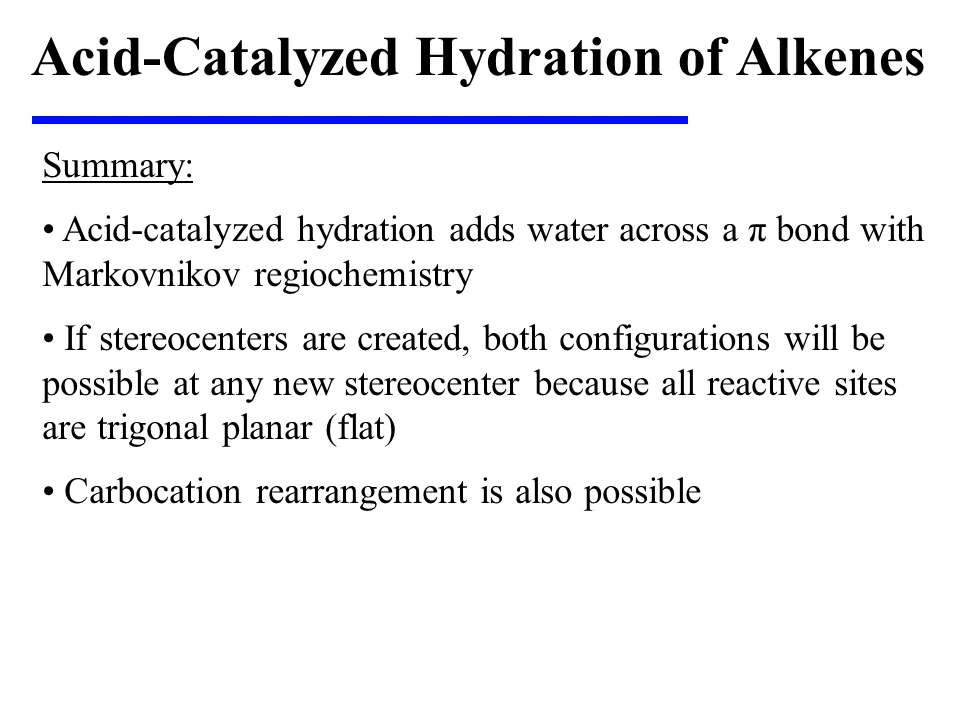 Acid-Catalyzed Hydration of Alkenes
Summary:
• Acid-catalyzed hydration adds water across a π bond with
Markovnikov regiochemistry
• If stereocenters are created, both configurations will be
possible at any new stereocenter because all reactive sites
are trigonal planar (flat)
• Carbocation rearrangement is also possible